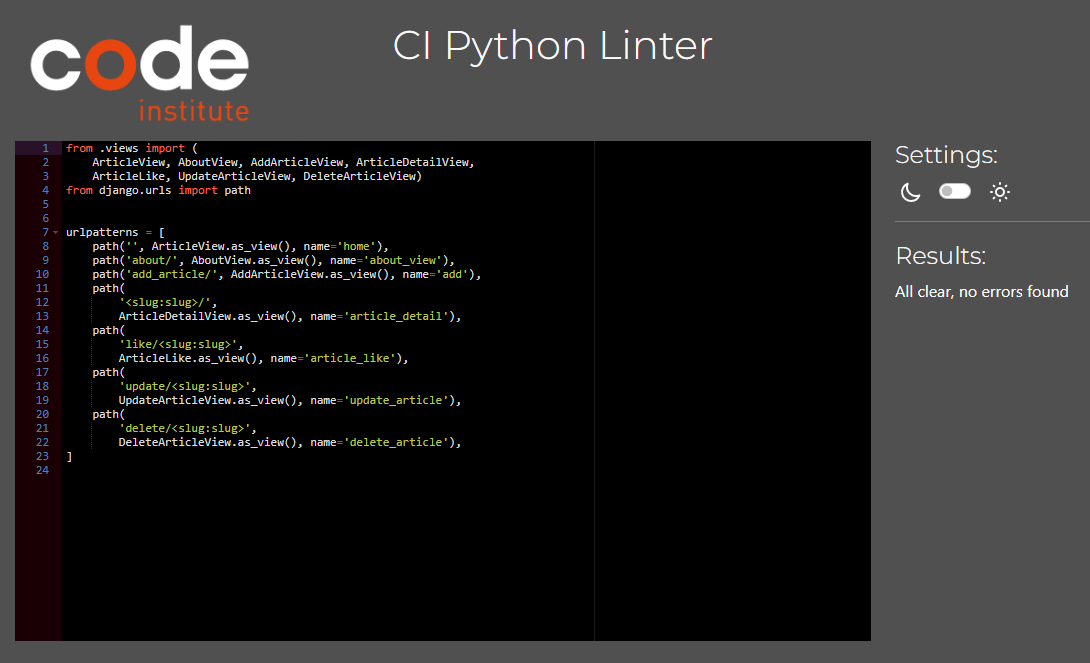 code
institute
CI Python Linter
1 from .views import (
2     ArticleView, AboutView, AddArticleView, ArticleDetailView,
3     ArticleLike, UpdateArticleView, DeleteArticleView)
4 from django.urls import path
5
6
7 urlpatterns = [
8     path('', ArticleView.as_view(), name='home'),
9     path('about/', AboutView.as_view(), name='about_view'),
10     path('add_article/', AddArticleView.as_view(), name='add'),
11     path(
12         '<slug:slug>/',
13         ArticleDetailView.as_view(), name='article_detail'),
14     path(
15         'like/<slug:slug>',
16         ArticleLike.as_view(), name='article_like'),
17     path(
18         'update/<slug:slug>',
19         UpdateArticleView.as_view(), name='update_article'),
20     path(
21         'delete/<slug:slug>',
22         DeleteArticleView.as_view(), name='delete_article'),
23 ]
24
Settings:
Results:
All clear, no errors found